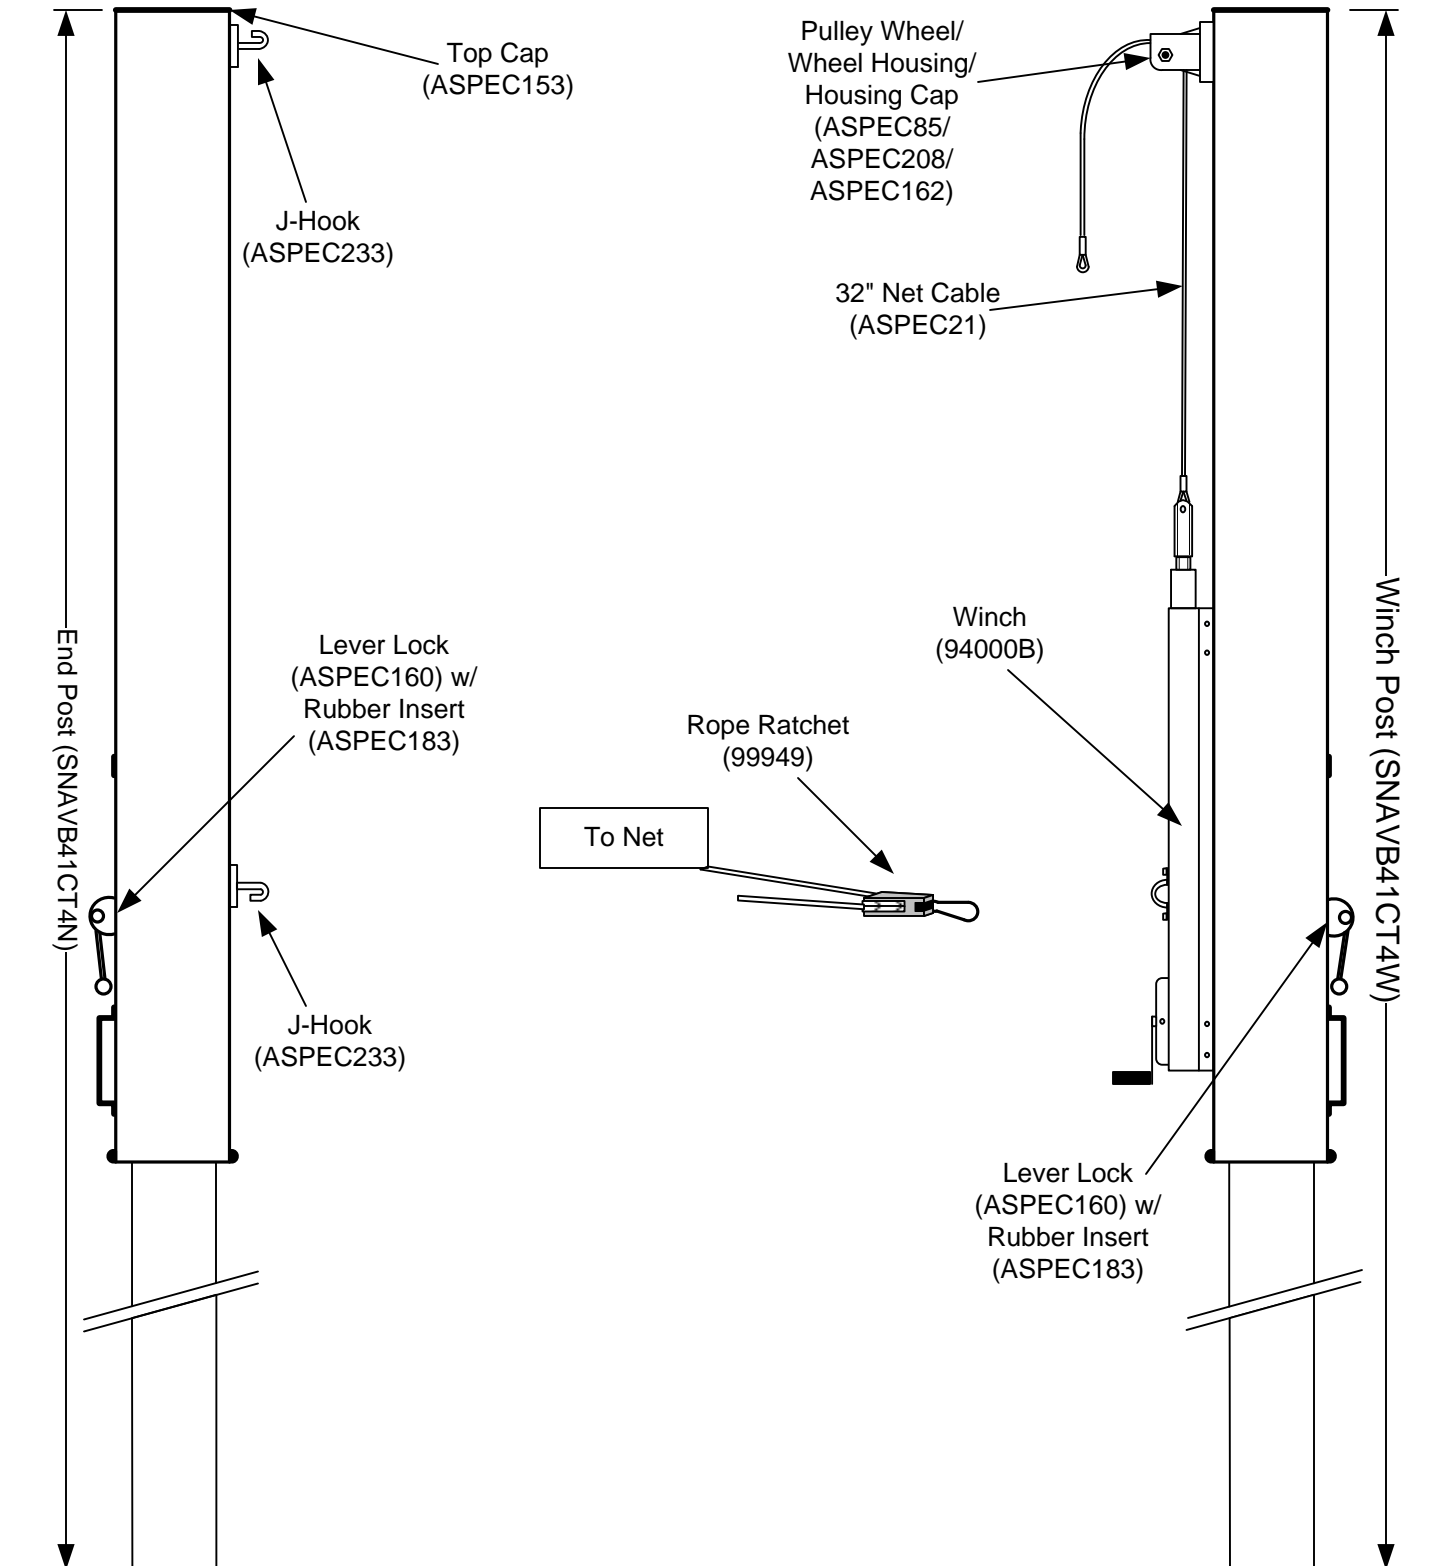 Top Cap
(ASPEC153)
J-Hook
(ASPEC233)
Pulley Wheel/
Wheel Housing/
Housing Cap
(ASPEC85/
ASPEC208/
ASPEC162)
32" Net Cable
(ASPEC21)
End Post (SNAVB41CT4N)
Lever Lock
(ASPEC160) w/
Rubber Insert
(ASPEC183)
Winch
(94000B)
Winch Post (SNAVB41CT4W)
Rope Ratchet
(99949)
To Net
J-Hook
(ASPEC233)
Lever Lock
(ASPEC160) w/
Rubber Insert
(ASPEC183)